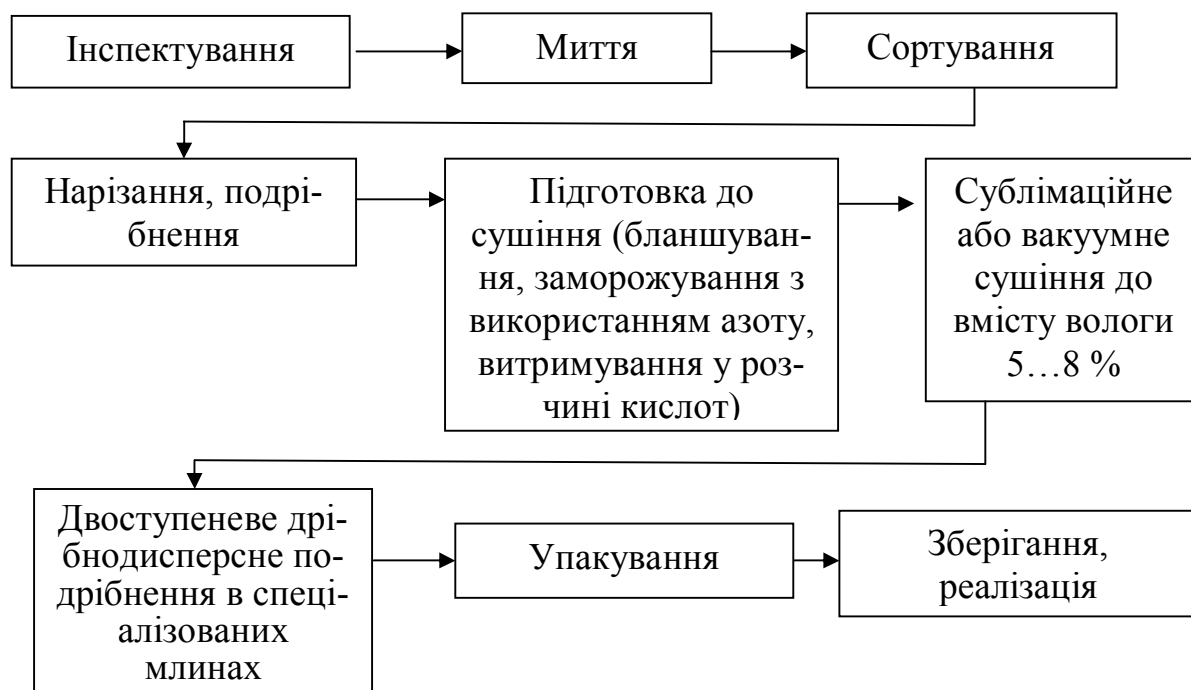 Інспектування
Миття
Сортування
Нарізання, подрі-
бнення
Підготовка до
сушіння (бланшуван-
ня, заморожування з
використанням азоту,
витримування у роз-
чині кислот)
Сублімаційне
або вакуумне
сушіння до
вмісту вологи
5…8 %
Двоступеневе дрі-
бнодисперсне по-
дрібнення в спеці-
алізованих
млинах
Упакування
Зберігання,
реалізація